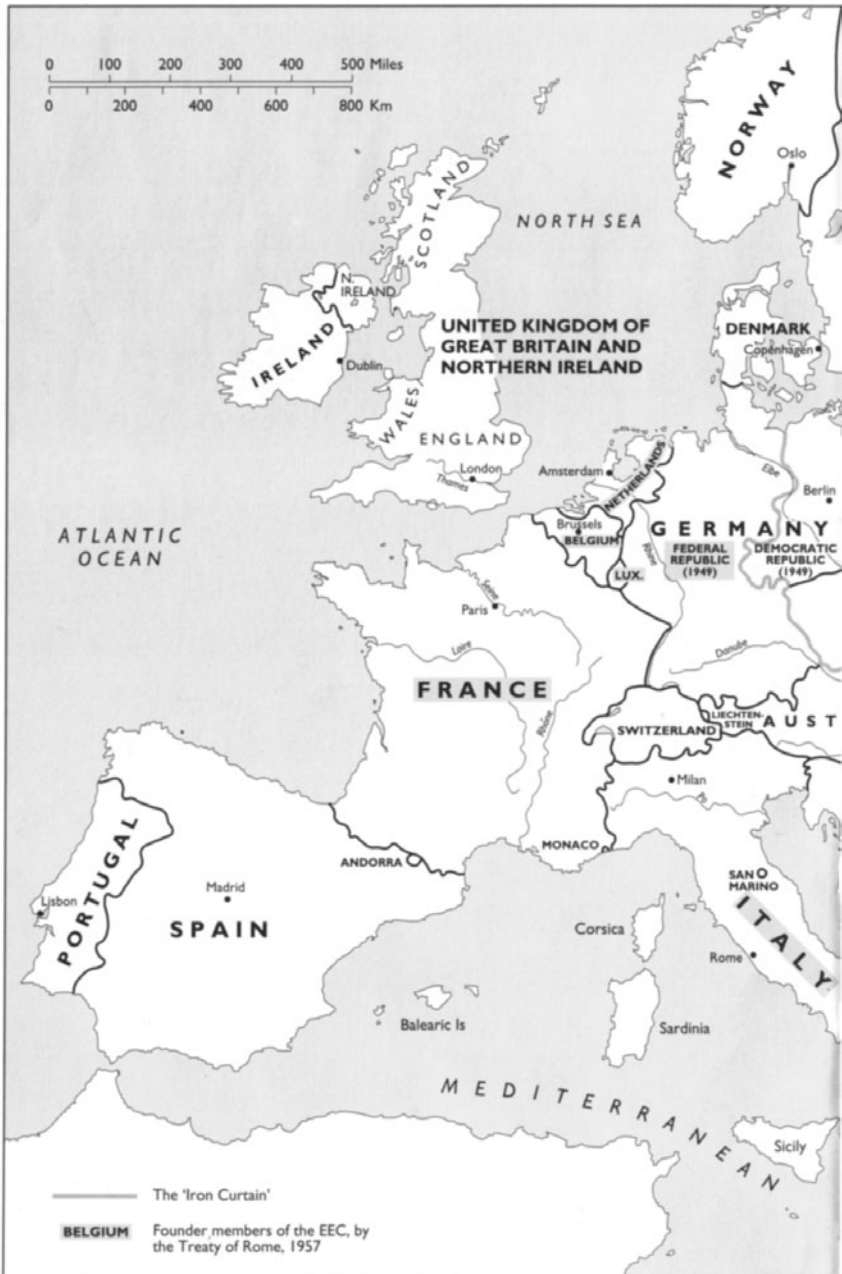 0 100 200 300 400 500 Miles
0 200 400 600 800 Km
NORWAY
Oslo
NORTH SEA
SCOTLAND
N.
IRELAND
IRELAND
Dublin
UNITED KINGDOM OF
GREAT BRITAIN AND
NORTHERN IRELAND
DENMARK
Copenhagen
WALES
ENGLAND
London
Thames
Amsterdam
NETHERLANDS
Elbe
Berlin
ATLANTIC
OCEAN
Brussels
BELGIUM
GERMANY
Rhine
FEDERAL
REPUBLIC
(1949)
DEMOCRATIC
REPUBLIC
(1949)
LUX.
Seine
Paris
Loire
Danube
FRANCE
Rhône
SWITZERLAND
LIECHTEN-
STEIN
AUST
Milan
Po
MONACO
ANDORRA
SAN
MARINO
PORTUGAL
Lisbon
Madrid
SPAIN
ITALY
Corsica
Rome
Balearic Is
Sardinia
MEDITERRANEAN
Sicily
The 'Iron Curtain'
BELGIUM Founder members of the EEC, by
the Treaty of Rome, 1957